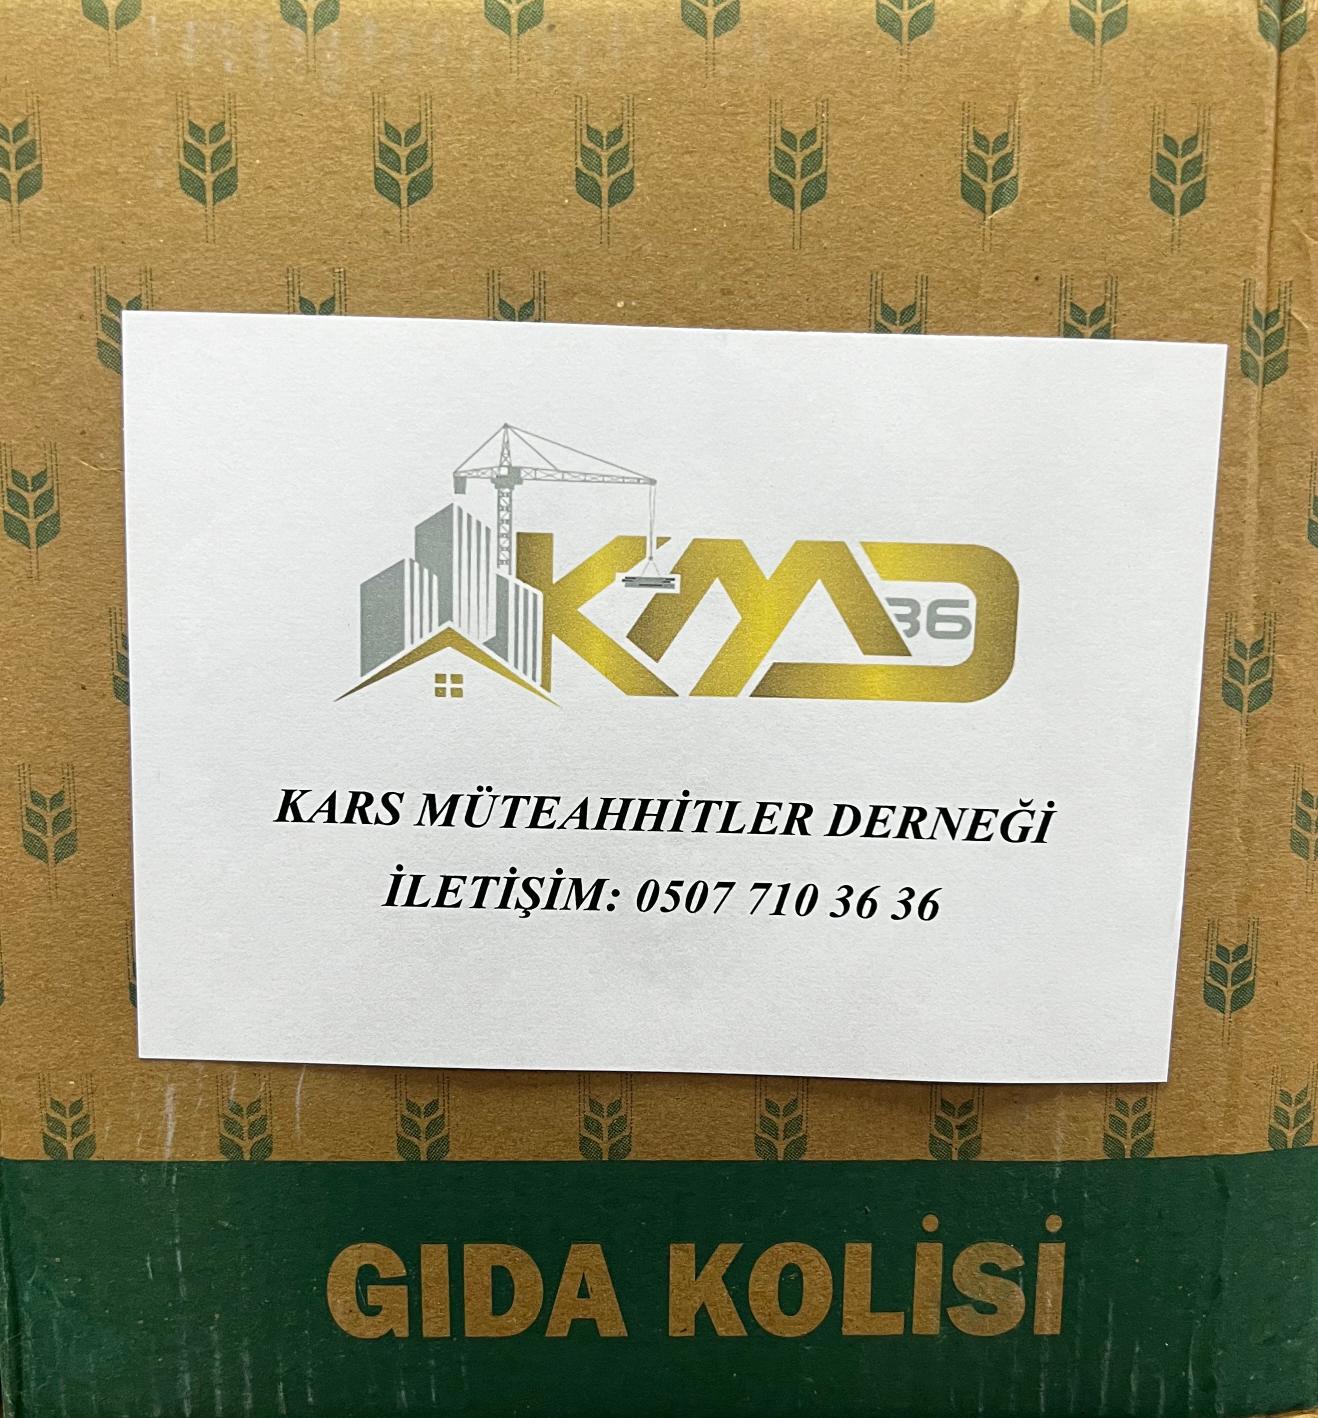 KMD
36
KARS MÜTEAHHİTLER DERNEĞİ
İLETİŞİM: 0507 710 36 36
GIDA KOLİSİ